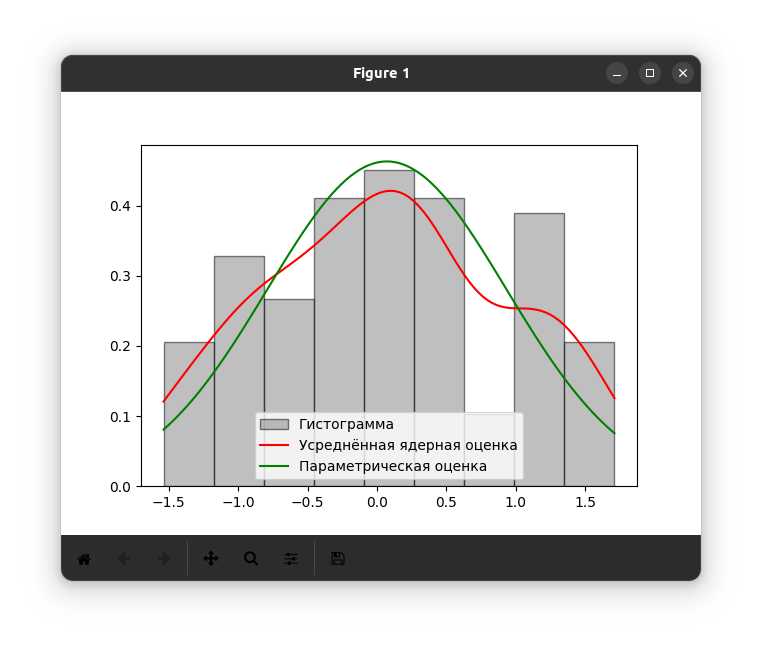 Figure 1
0.4
0.3
0.2
0.1
0.0
−1.5 −1.0 −0.5 0.0 0.5 1.0 1.5
Гистограмма
Усреднённая ядерная оценка
Параметрическая оценка